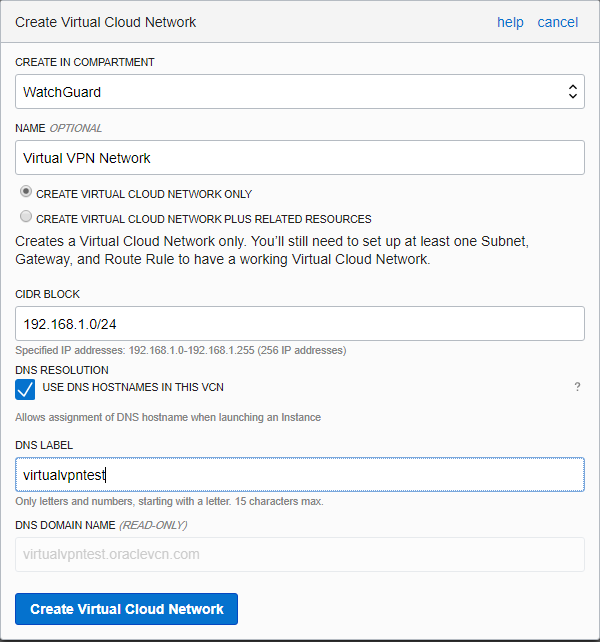 Create Virtual Cloud Network help cancel
CREATE IN COMPARTMENT
WatchGuard
NAME OPTIONAL
Virtual VPN Network
CREATE VIRTUAL CLOUD NETWORK ONLY
CREATE VIRTUAL CLOUD NETWORK PLUS RELATED RESOURCES
Creates a Virtual Cloud Network only. You'll still need to set up at least one Subnet,
Gateway, and Route Rule to have a working Virtual Cloud Network.
CIDR BLOCK
192.168.1.0/24
Specified IP addresses: 192.168.1.0-192.168.1.255 (256 IP addresses)
DNS RESOLUTION
USE DNS HOSTNAMES IN THIS VCN ?
Allows assignment of DNS hostname when launching an Instance
DNS LABEL
virtualvpntest
Only letters and numbers, starting with a letter. 15 characters max.
DNS DOMAIN NAME (READ-ONLY)
virtualvpntest.oraclevcn.com
Create Virtual Cloud Network